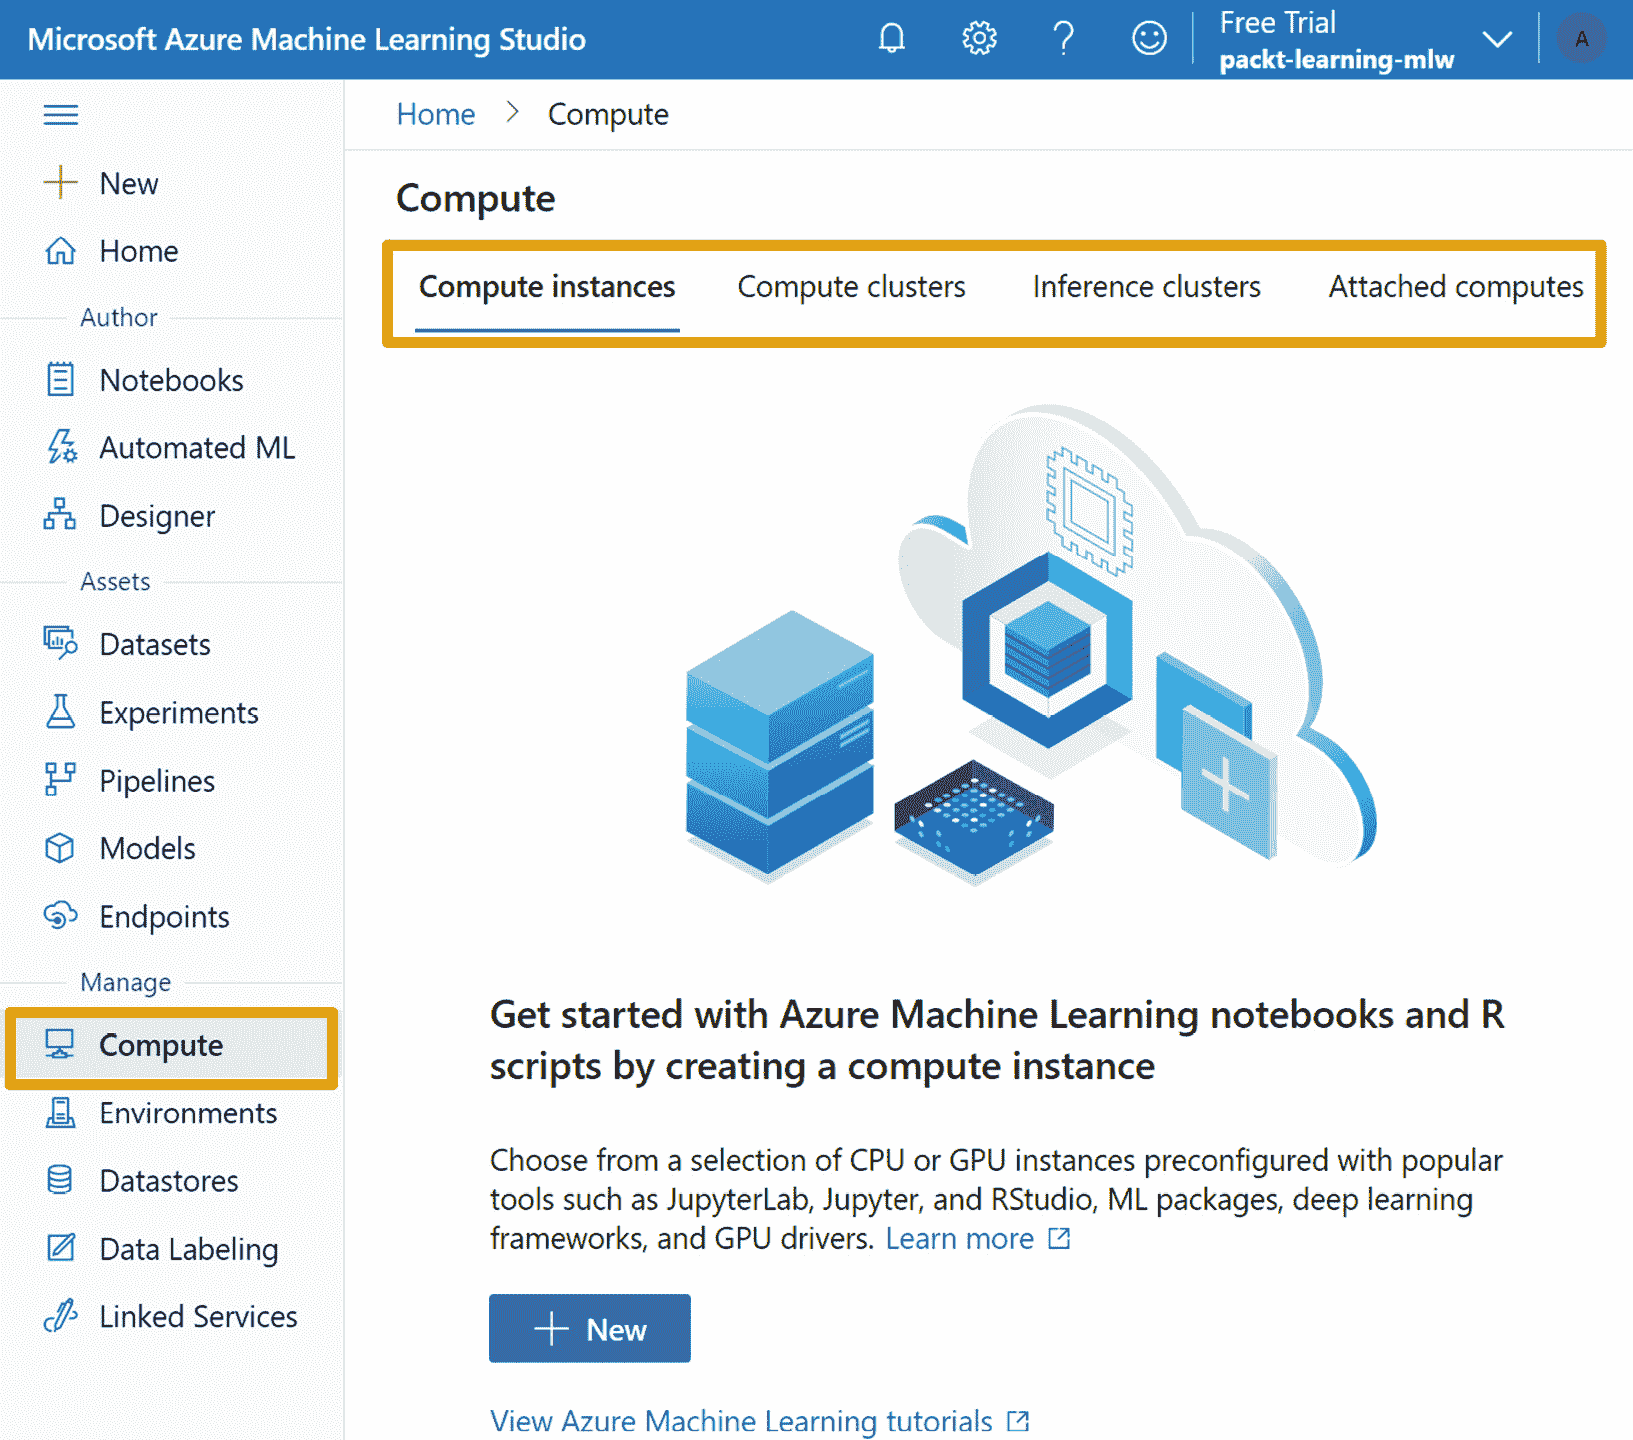 Microsoft Azure Machine Learning Studio
Free Trial
packt-learning-mlw
A
New
Home
Author
Notebooks
Automated ML
Designer
Assets
Datasets
Experiments
Pipelines
Models
Endpoints
Manage
Compute
Environments
Datastores
Data Labeling
Linked Services
Home > Compute
Compute
Compute instances Compute clusters Inference clusters Attached computes
Get started with Azure Machine Learning notebooks and R
scripts by creating a compute instance
Choose from a selection of CPU or GPU instances preconfigured with popular
tools such as JupyterLab, Jupyter, and RStudio, ML packages, deep learning
frameworks, and GPU drivers. Learn more
New
View Azure Machine Learning tutorials